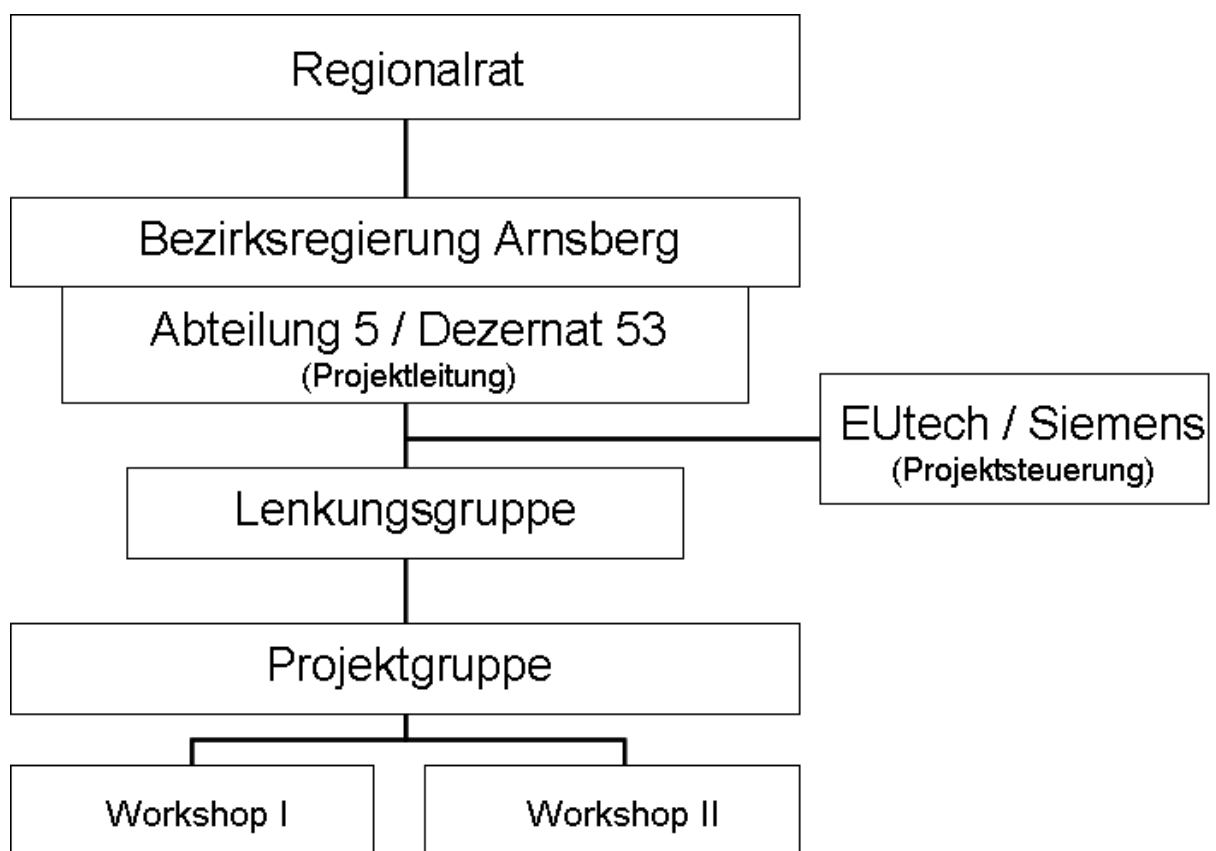 Regionalrat
Bezirksregierung Arnsberg
Abteilung 5 / Dezernat 53
(Projektleitung)
EUtech / Siemens
(Projektsteuerung)
Lenkungsgruppe
Projektgruppe
Workshop I
Workshop II